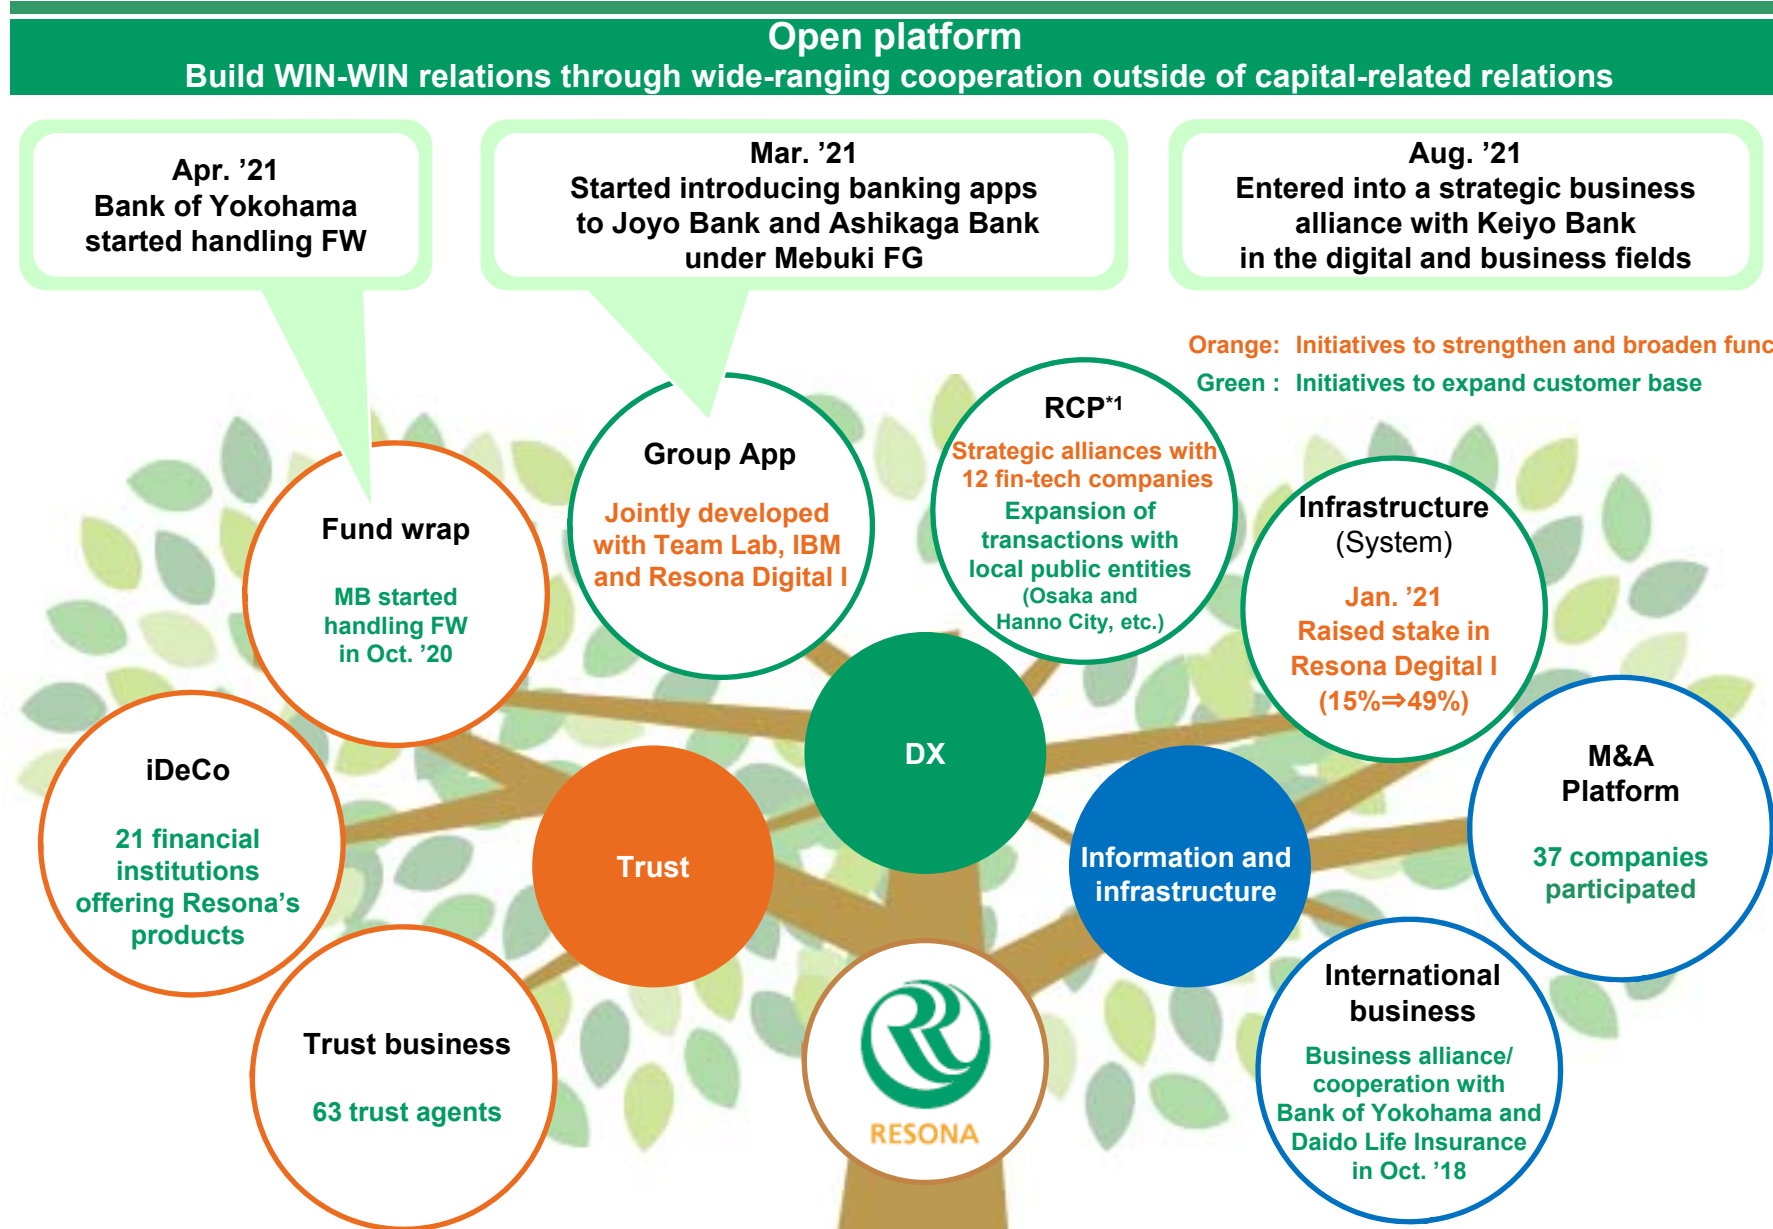 Open platform
Build WIN-WIN relations through wide-ranging cooperation outside of capital-related relations
Apr. ’21
Bank of Yokohama
started handling FW
Mar. ’21
Started introducing banking apps
to Joyo Bank and Ashikaga Bank
under Mebuki FG
Aug. ’21
Entered into a strategic business
alliance with Keiyo Bank
in the digital and business fields
Orange: Initiatives to strengthen and broaden func
Green : Initiatives to expand customer base
Fund wrap
MB started
handling FW
in Oct. ’20
Group App
Jointly developed
with Team Lab, IBM
and Resona Digital I
RCP*1
Strategic alliances with
12 fin-tech companies
Expansion of
transactions with
local public entities
(Osaka and
Hanno City, etc.)
Infrastructure
(System)
Jan. ’21
Raised stake in
Resona Degital I
(15%⇒49%)
iDeCo
21 financial
institutions
offering Resona’s
products
Trust
DX
Information and
infrastructure
M&A
Platform
37 companies
participated
Trust business
63 trust agents
RESONA
International
business
Business alliance/
cooperation with
Bank of Yokohama and
Daido Life Insurance
in Oct. ’18